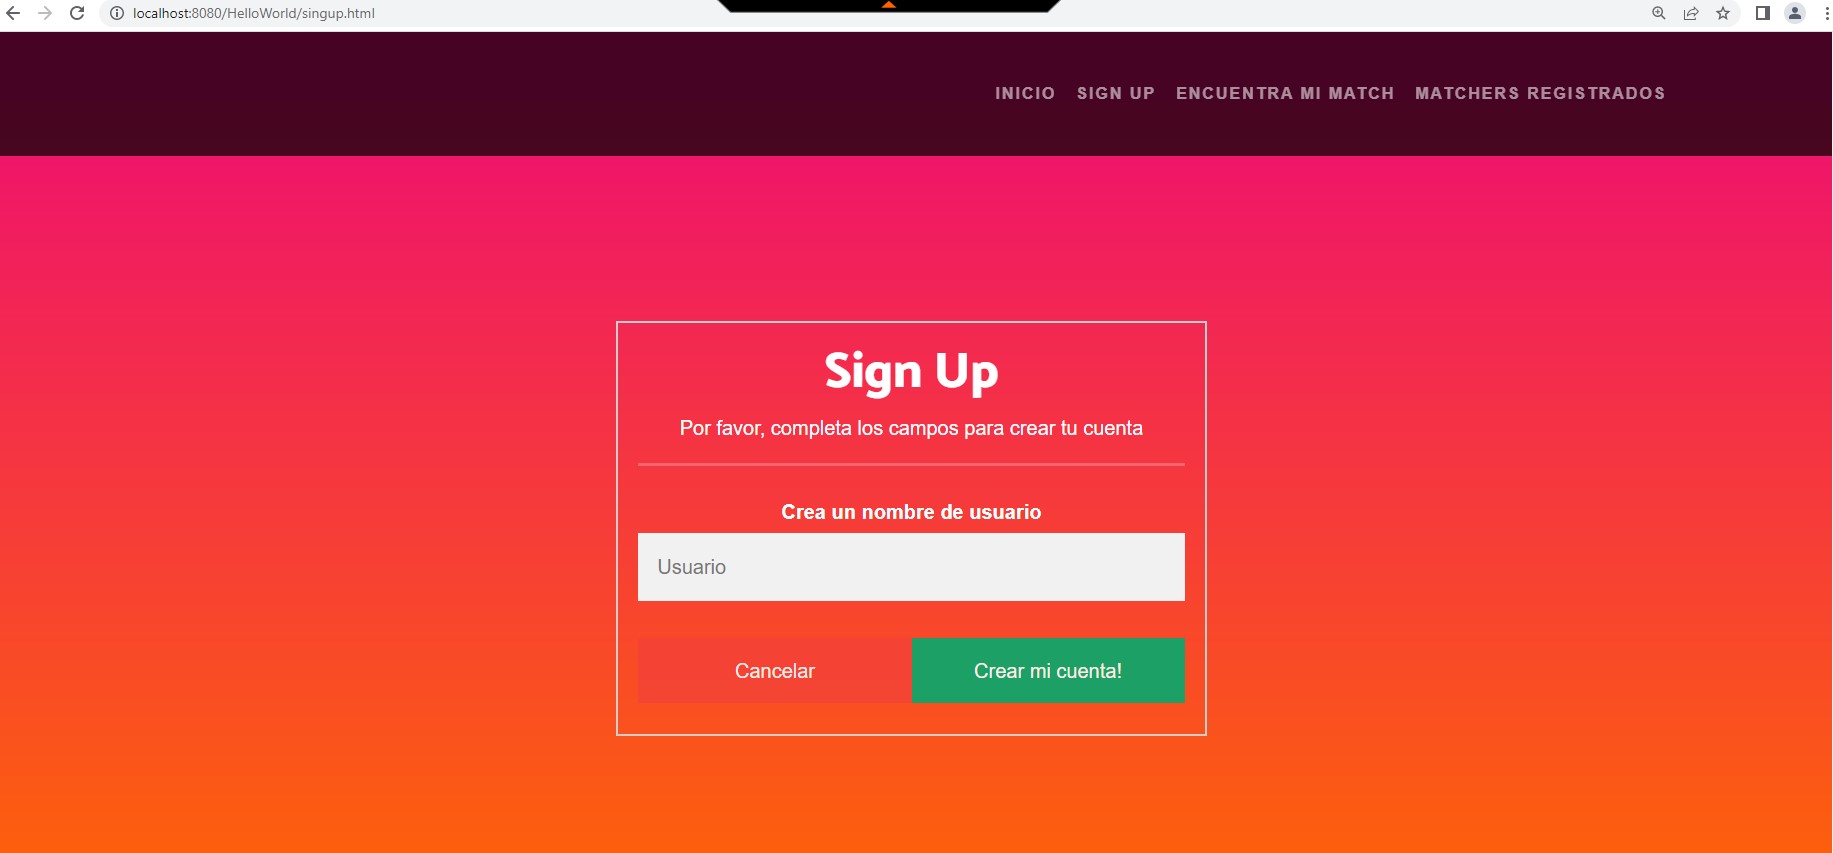 localhost:8080/HelloWorld/singup.html
INICIO SIGN UP ENCUENTRA MI MATCH MATCHERS REGISTRADOS
Sign Up
Por favor, completa los campos para crear tu cuenta
Crea un nombre de usuario
Usuario
Cancelar Crear mi cuenta!